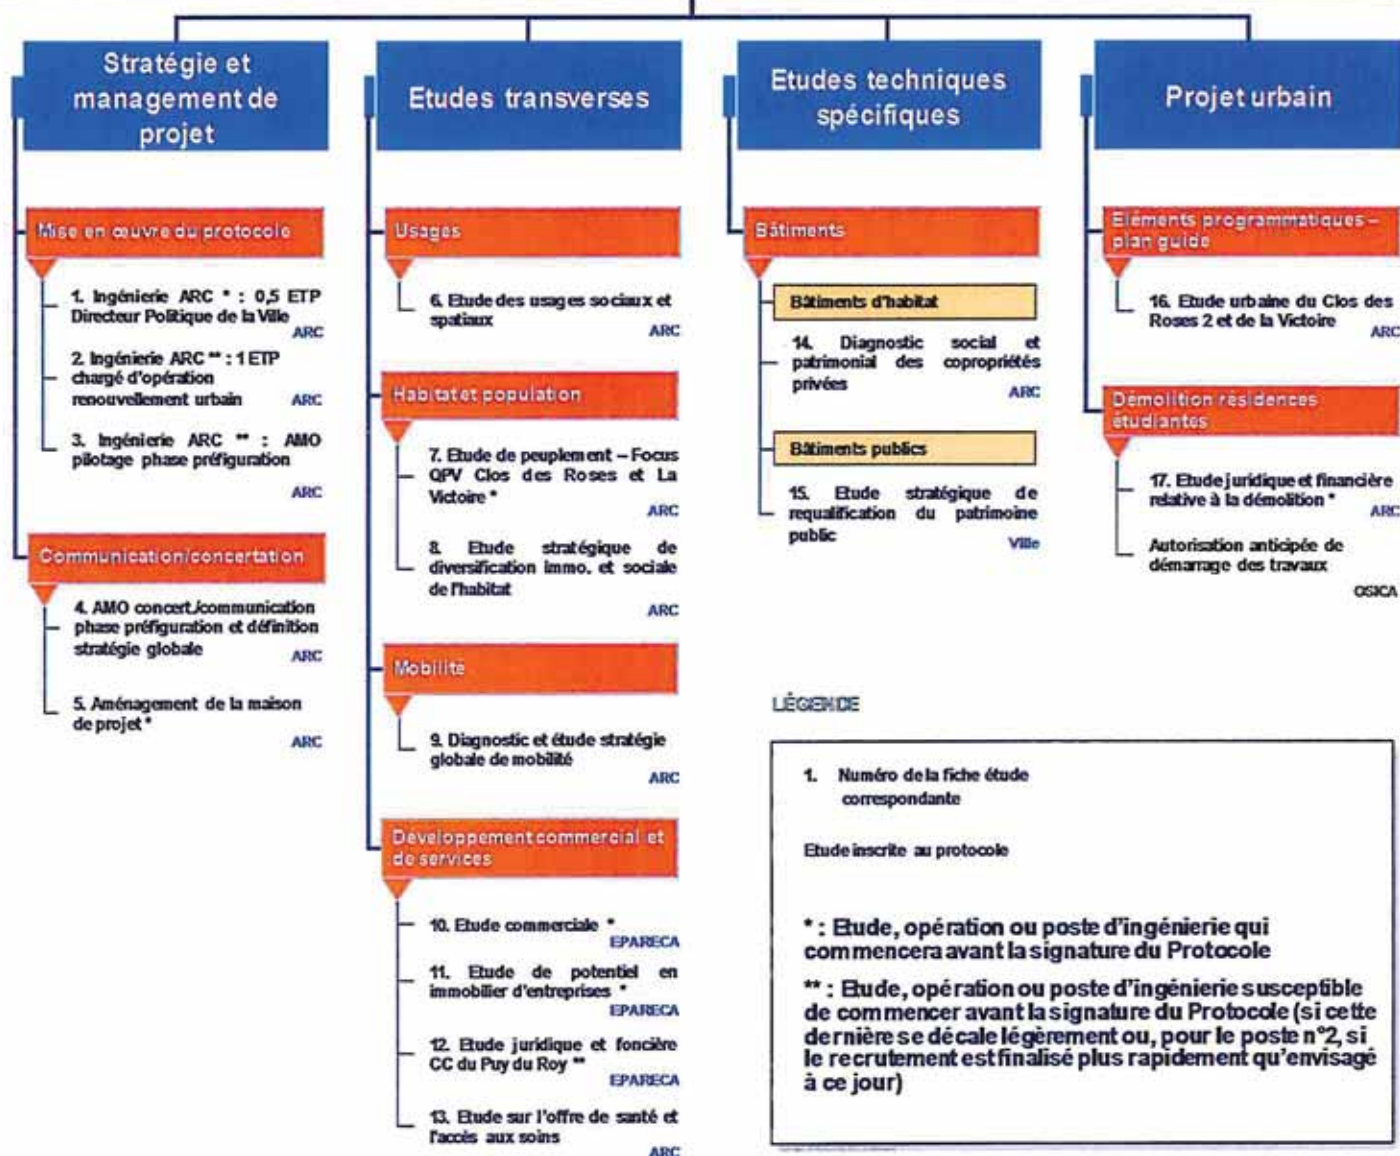 Stratégie et
management de
projet
Mise en œuvre du protocole
1. Ingénierie ARC * : 0,5 ETP
Directeur Politique de la Ville
ARC
2. Ingénierie ARC ** : 1 ETP
chargé d'opération
renouvellement urbain
ARC
3. Ingénierie ARC ** : AMO
pilotage phase préfiguration
ARC
Communication/concertation
4. AMO concert./communication
phase préfiguration et définition
stratégie globale
ARC
5. Aménagement de la maison
de projet *
ARC
Etudes transverses
Usages
6. Etude des usages sociaux et
spatiaux
ARC
Habitat et population
7. Etude de peuplement – Focus
QPV Clos des Roses et La
Victoire *
ARC
8. Etude stratégique de
diversification immo. et sociale
de l'habitat
ARC
Mobilité
9. Diagnostic et étude stratégie
globale de mobilité
ARC
Développement commercial et
de services
10. Etude commerciale *
EPARECA
11. Etude de potentiel en
immobilier d'entreprises *
EPARECA
12. Etude juridique et foncière
CC du Puy du Roy **
EPARECA
13. Etude sur l'offre de santé et
l'accès aux soins
ARC
Etudes techniques
spécifiques
Bâtiments
Bâtiments d'habitat
14. Diagnostic social et
patrimonial des copropriétés
privées
ARC
Bâtiments publics
15. Etude stratégique de
requalification du patrimoine
public
Ville
Projet urbain
Eléments programmatiques –
plan guide
16. Etude urbaine du Clos des
Roses 2 et de la Victoire
ARC
Démolition résidences
étudiantes
17. Etude juridique et financière
relative à la démolition *
ARC
Autorisation anticipée de
démarrage des travaux
OSICA
LÉGENDE
1. Numéro de la fiche étude
correspondante
Etude inscrite au protocole
* : Etude, opération ou poste d'ingénierie qui
commencera avant la signature du Protocole
** : Etude, opération ou poste d'ingénierie susceptible
de commencer avant la signature du Protocole (si cette
dernière se décale légèrement ou, pour le poste n°2, si
le recrutement est finalisé plus rapidement qu'envisagé
à ce jour)